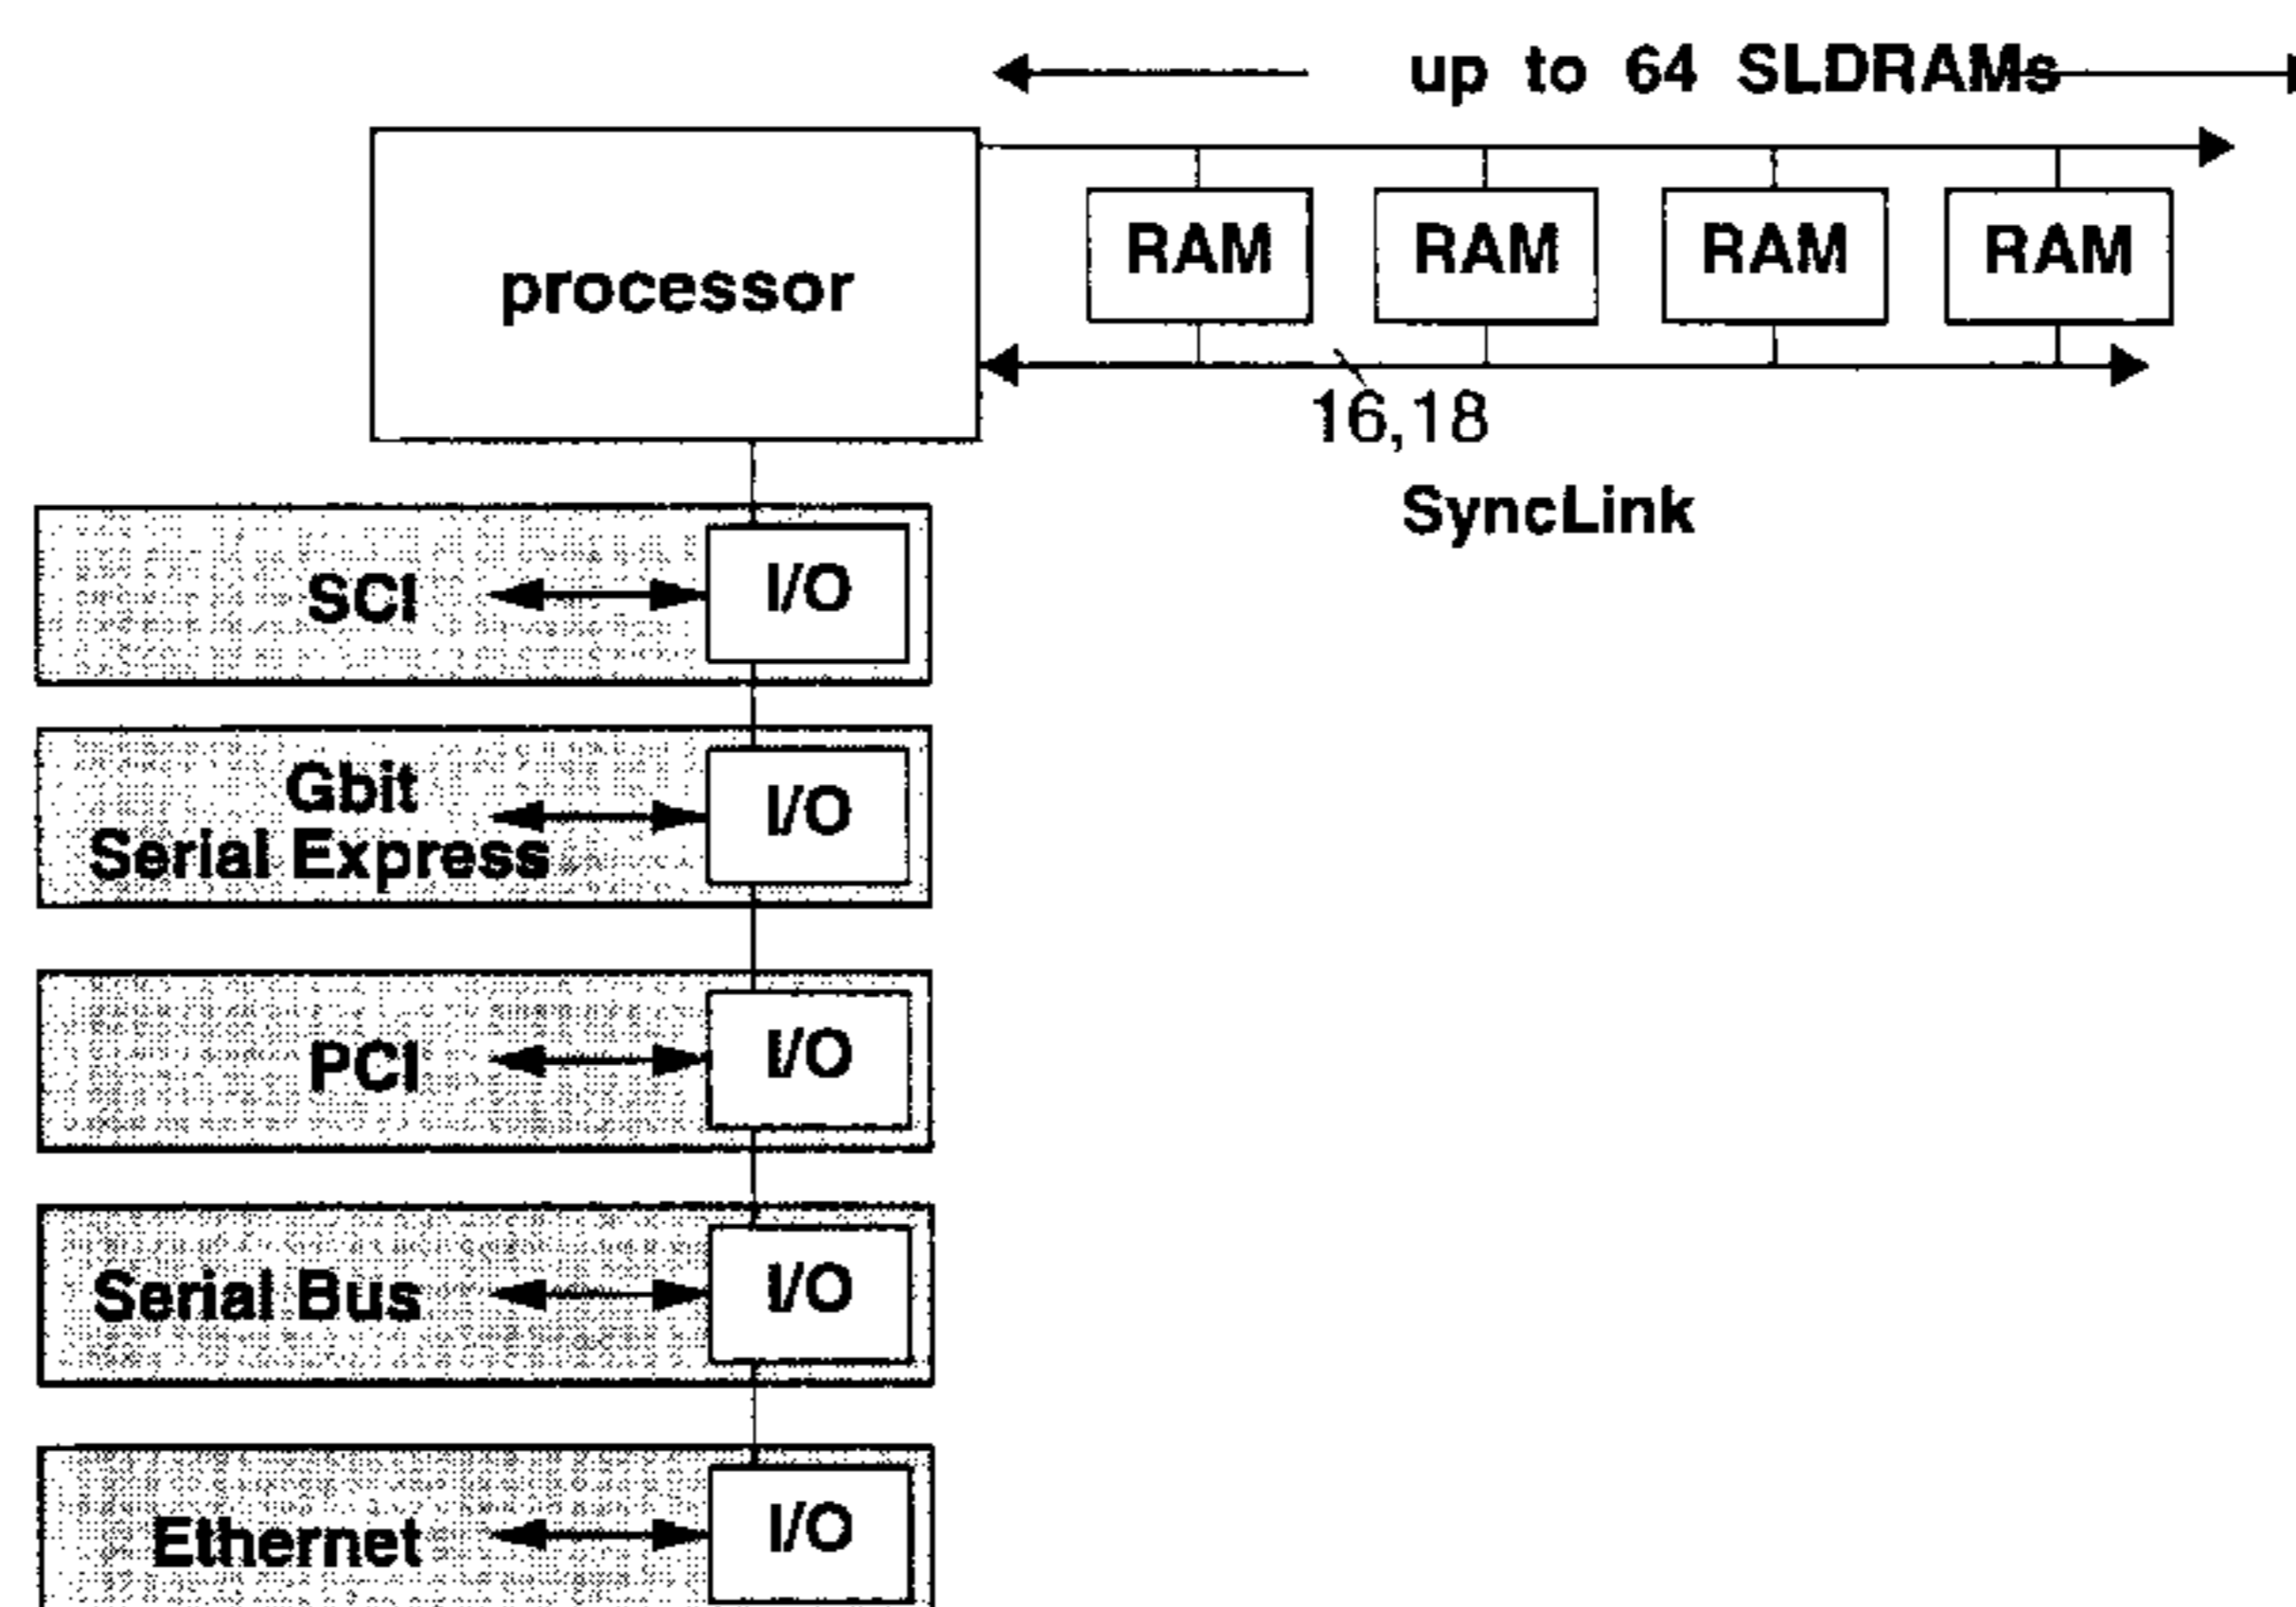 up to 64 SLDRAMs
processor
RAM RAM RAM RAM
16,18
SyncLink
SCI I/O
Gbit
Serial Express
I/O
PCI I/O
Serial Bus I/O
Ethernet I/O